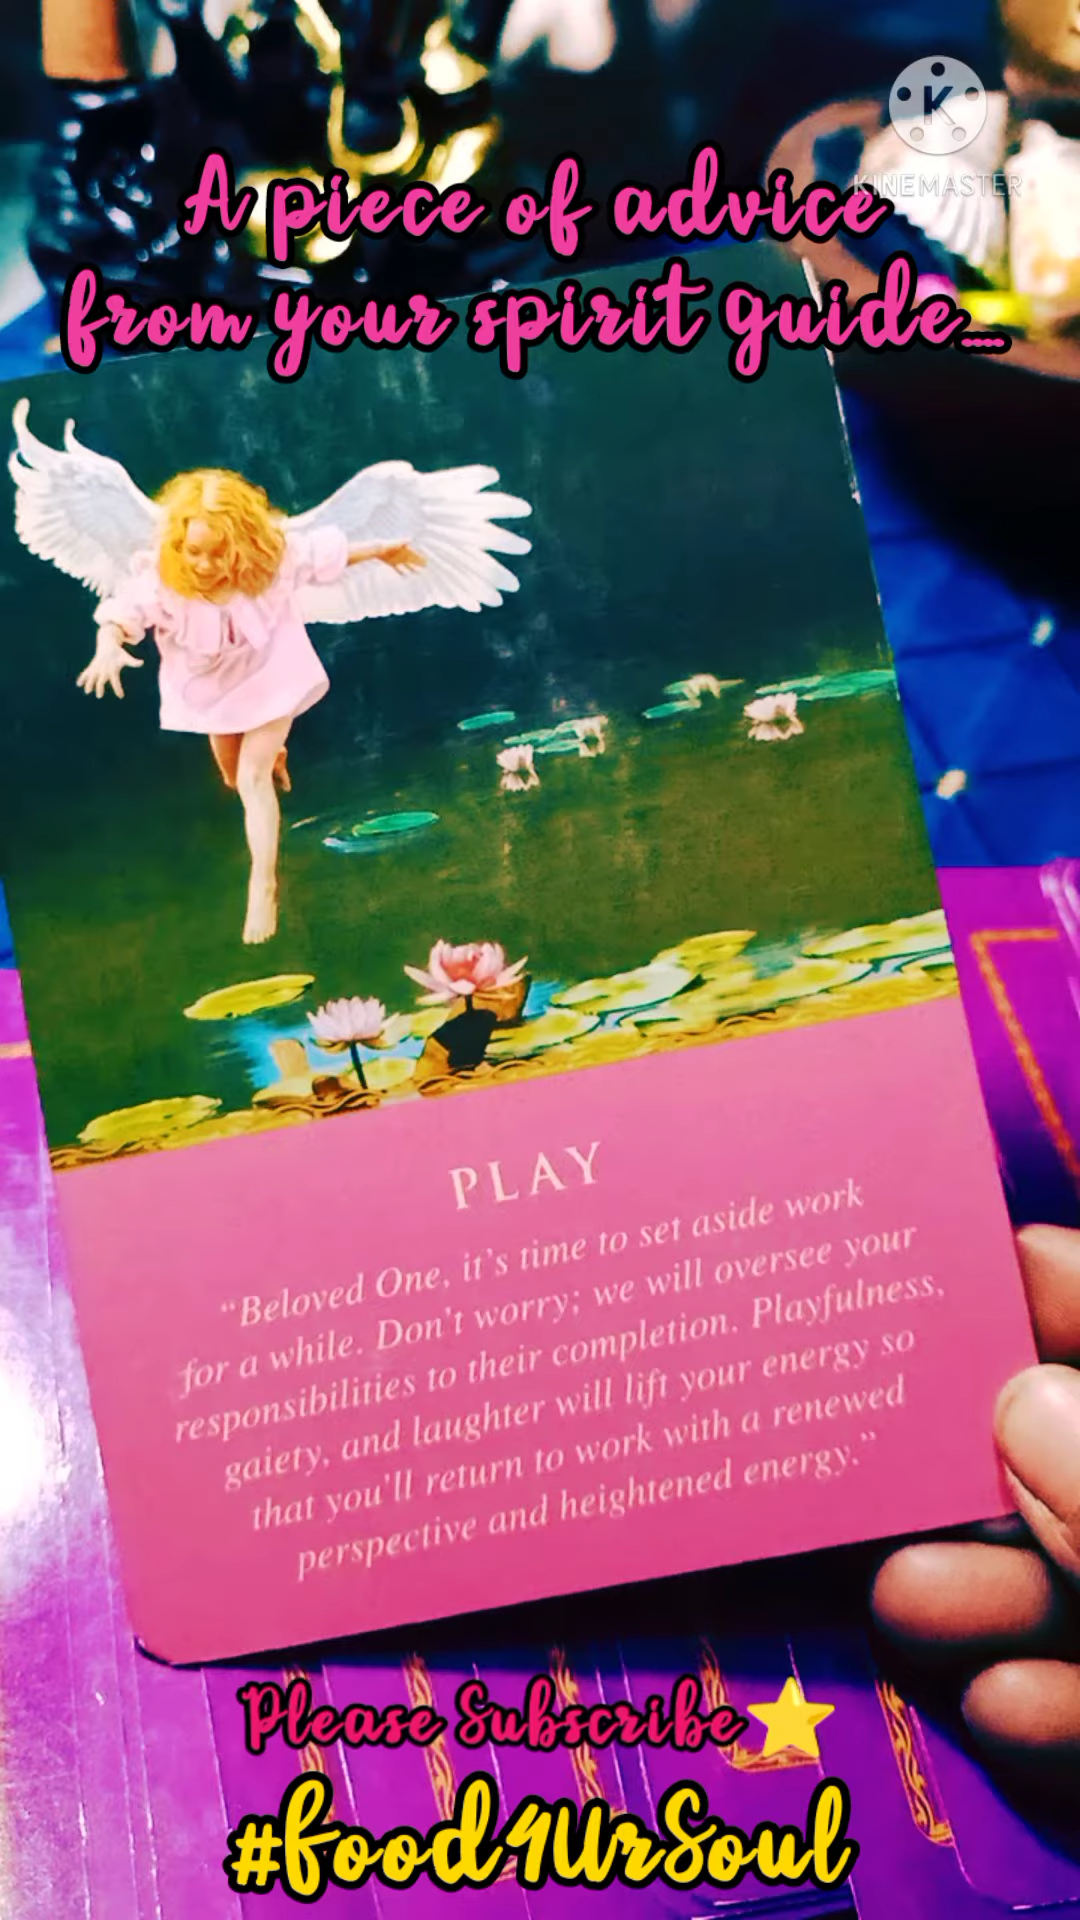 K
KINEMASTER
A piece of advice
from your spirit guide....
PLAY
"Beloved One, it's time to set aside work
for a while. Don't worry; we will oversee your
responsibilities to their completion. Playfulness,
gaiety, and laughter will lift your energy so
that you'll return to work with a renewed
perspective and heightened energy."
Please Subscribe⭐
#Food4UrSoul